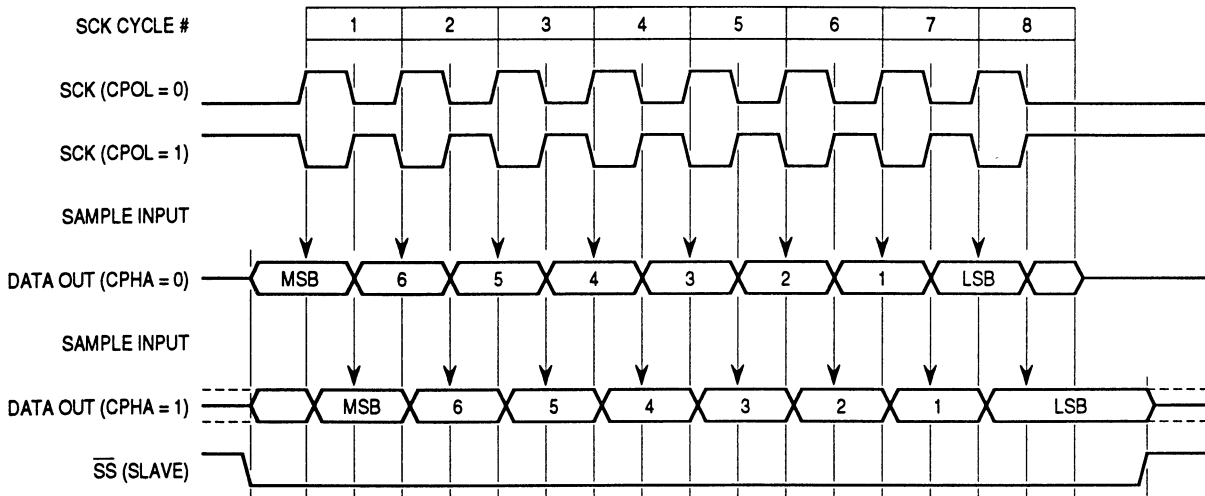 SCK CYCLE # 1 2 3 4 5 6 7 8
SCK (CPOL = 0)
SCK (CPOL = 1)
SAMPLE INPUT
DATA OUT (CPHA = 0) MSB 6 5 4 3 2 1 LSB
SAMPLE INPUT
DATA OUT (CPHA = 1) MSB 6 5 4 3 2 1 LSB
SS (SLAVE)